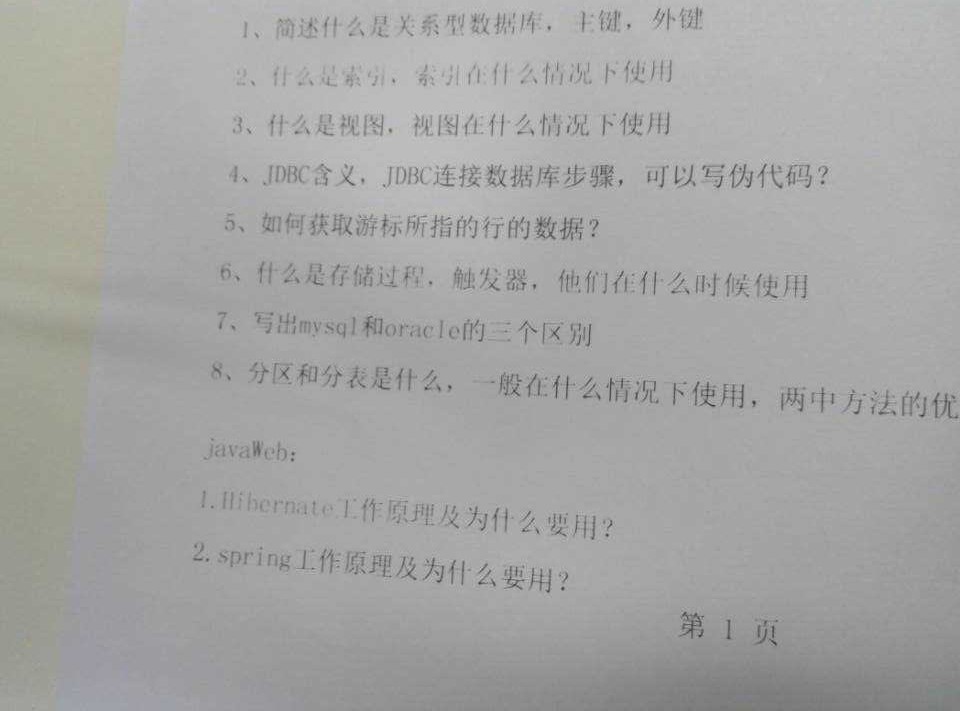 1、简述什么是关系型数据库，主键，外键
2、什么是索引，索引在什么情况下使用
3、什么是视图，视图在什么情况下使用
4、JDBC含义，JDBC连接数据库步骤，可以写伪代码？
5、如何获取游标所指的行的数据？
6、什么是存储过程，触发器，他们在什么时候使用
7、写出mysql和oracle的三个区别
8、分区和分表是什么，一般在什么情况下使用，两中方法的优
javaWeb：
1.Hibernate工作原理及为什么要用？
2.spring工作原理及为什么要用？
第 1 页